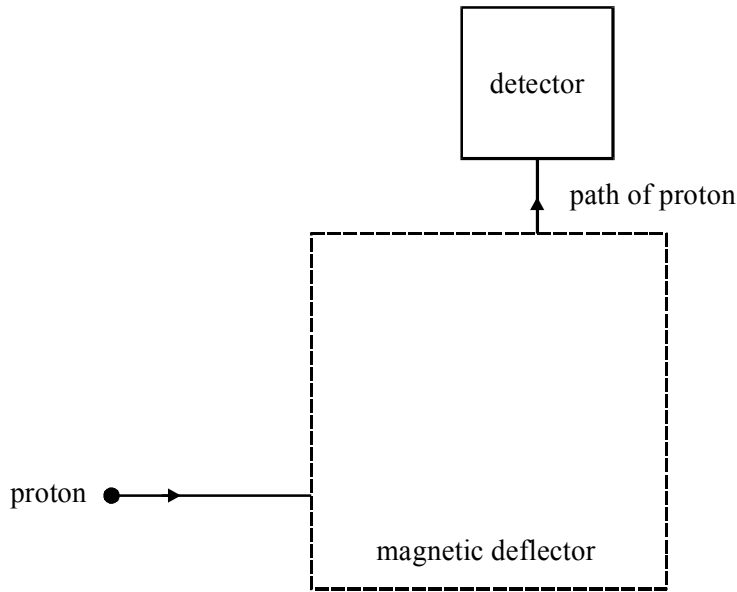 detector
path of proton
proton
magnetic deflector